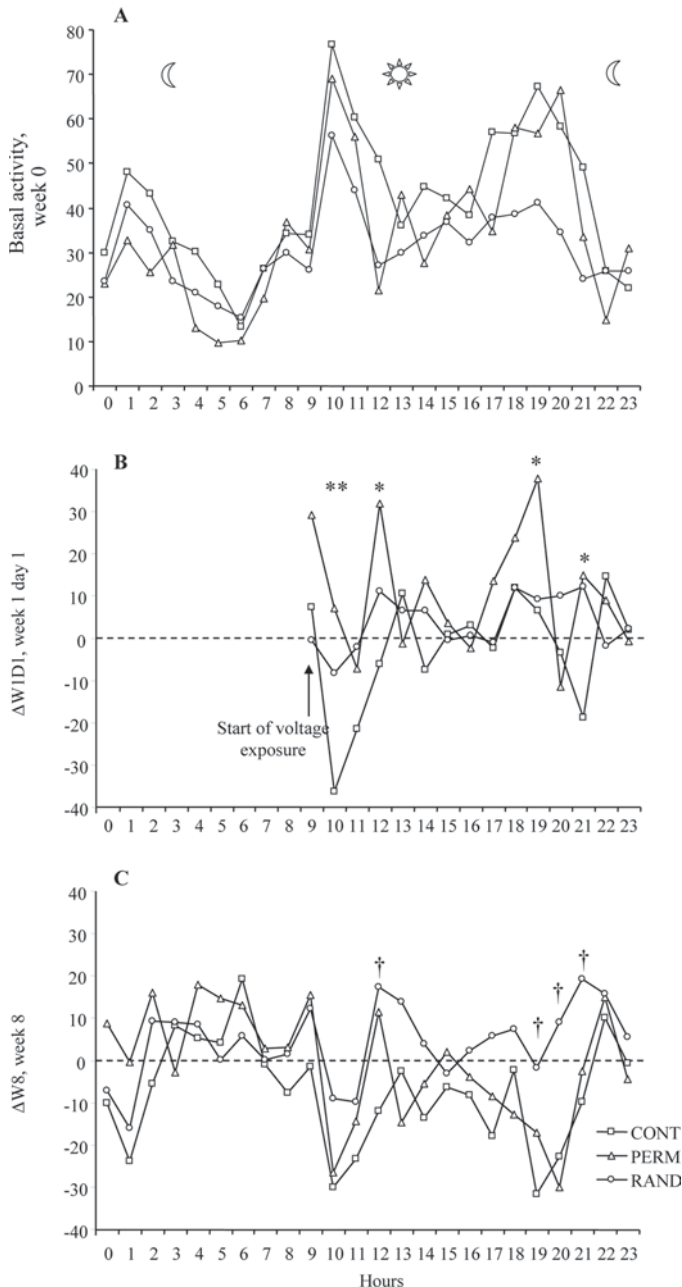 A
Basal activity,
week 0
80
70
60
50
40
30
20
10
0
0 1 2 3 4 5 6 7 8 9 10 11 12 13 14 15 16 17 18 19 20 21 22 23
B
ΔW1D1, week 1 day 1
40
30
20
10
0
-10
-20
-30
-40
** * * *
Start of voltage
exposure
0 1 2 3 4 5 6 7 8 9 10 11 12 13 14 15 16 17 18 19 20 21 22 23
C
ΔW8, week 8
40
30
20
10
0
-10
-20
-30
-40
† † † †
CONT
PERM
RAND
0 1 2 3 4 5 6 7 8 9 10 11 12 13 14 15 16 17 18 19 20 21 22 23
Hours